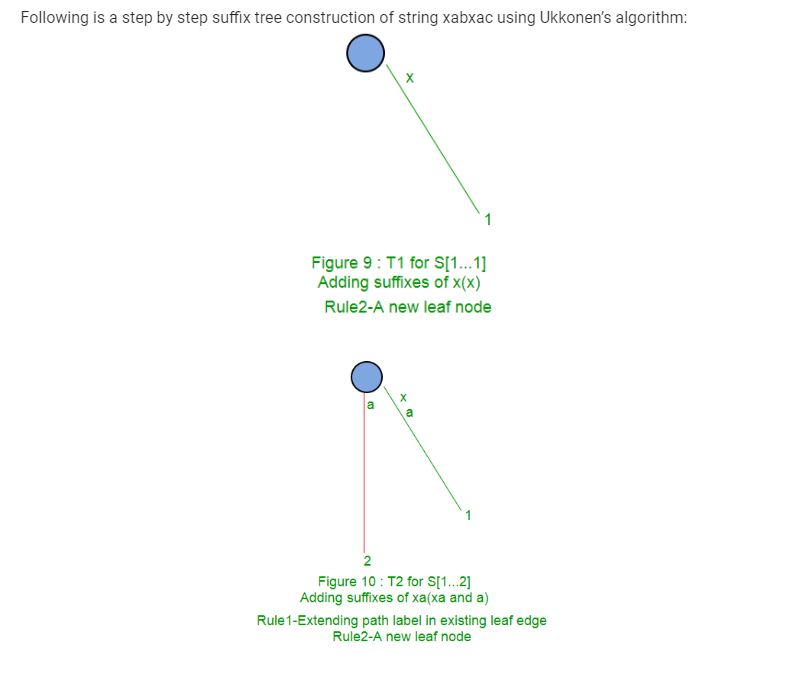 Following is a step by step suffix tree construction of string xabxac using Ukkonen's algorithm:
x
1
Figure 9 : T1 for S[1...1]
Adding suffixes of x(x)
Rule2-A new leaf node
a
x
a
1
2
Figure 10 : T2 for S[1...2]
Adding suffixes of xa(xa and a)
Rule1-Extending path label in existing leaf edge
Rule2-A new leaf node